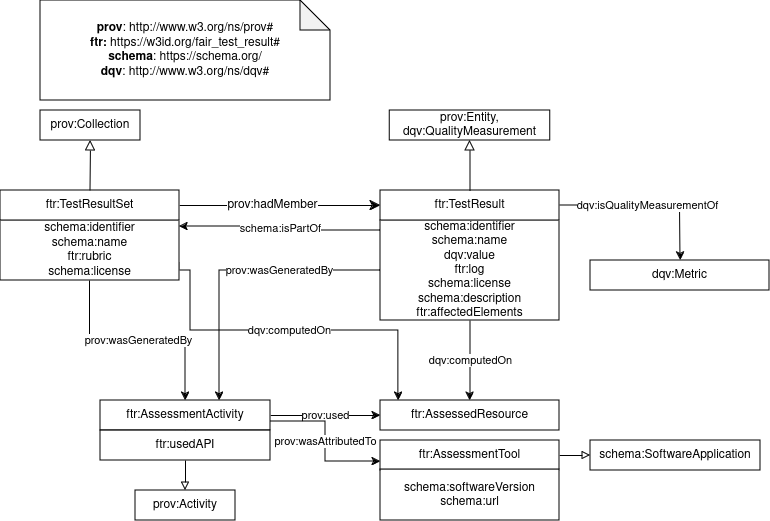 prov: http://www.w3.org/ns/prov#
ftr: https://w3id.org/fair_test_result#
schema: https://schema.org/
dqv: http://www.w3.org/ns/dqv#
prov:Collection
prov:Entity,
dqv:QualityMeasurement
ftr:TestResultSet
prov:hadMember
ftr:TestResult
dqv:isQualityMeasurementOf
schema:identifier
schema:name
ftr:rubric
schema:license
schema:isPartOf
schema:identifier
schema:name
dqv:value
ftr:log
schema:license
schema:description
ftr:affectedElements
dqv:Metric
prov:wasGeneratedBy
prov:wasGeneratedBy
dqv:computedOn
dqv:computedOn
ftr:AssessmentActivity
prov:used
ftr:AssessedResource
ftr:usedAPI
prov:wasAttributedTo
ftr:AssessmentTool
schema:SoftwareApplication
schema:softwareVersion
schema:url
prov:Activity